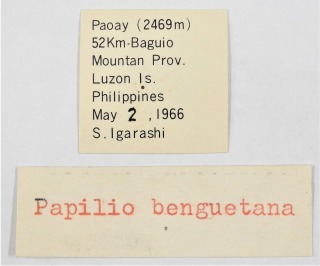 Paoay (2469m)
52Km-Baguio
Mountan Prov.
Luzon Is.
Philippines
May 2 ,1966
S. Igarashi
Papilio benguetana